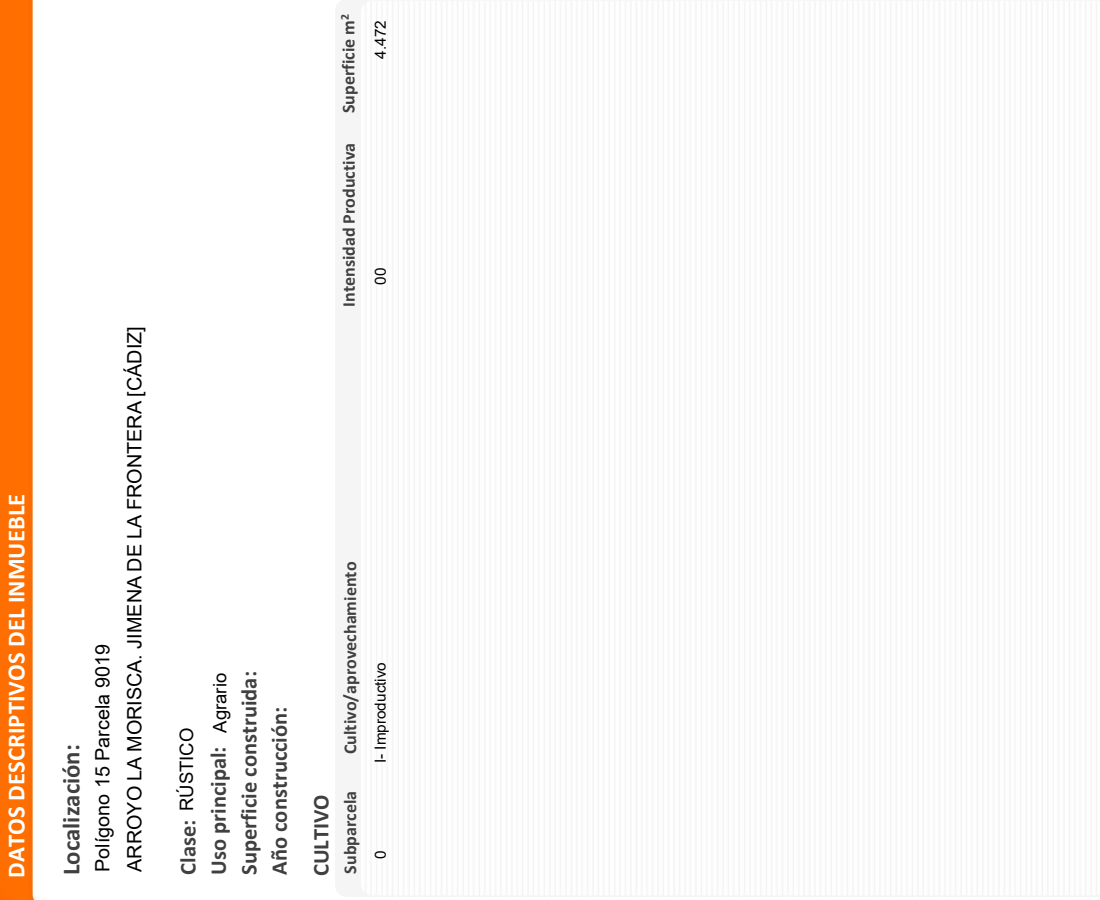 DATOS DESCRIPTIVOS DEL INMUEBLE
Localización:
Polígono 15 Parcela 9019
ARROYO LA MORISCA. JIMENA DE LA FRONTERA [CÁDIZ]
Clase: RÚSTICO
Uso principal: Agrario
Superficie construida:
Año construcción:
CULTIVO
Subparcela Cultivo/aprovechamiento Intensidad Productiva Superficie m²
0 I- Improductivo 00 4.472